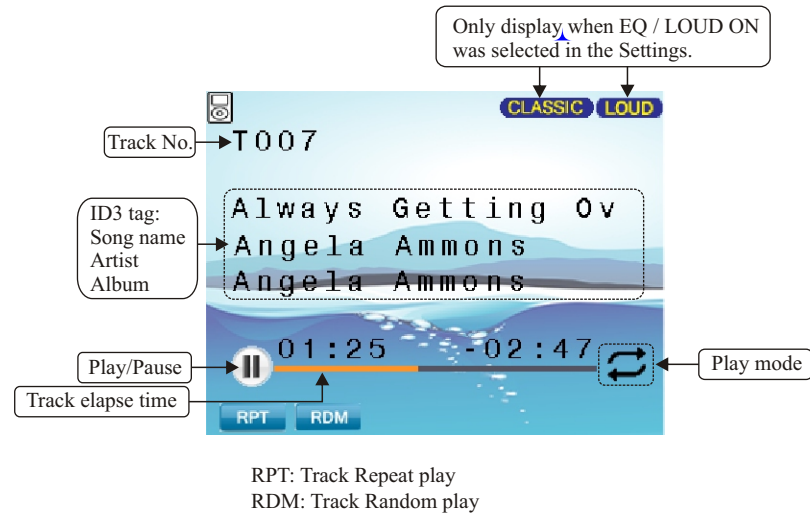 Only display when EQ / LOUD ON
was selected in the Settings.
CLASSIC LOUD
Track No.
T007
ID3 tag:
Song name
Artist
Album
Always Getting Ov
Angela Ammons
Angela Ammons
Play/Pause
01:25 -02:47
Play mode
Track elapse time
RPT RDM
RPT: Track Repeat play
RDM: Track Random play